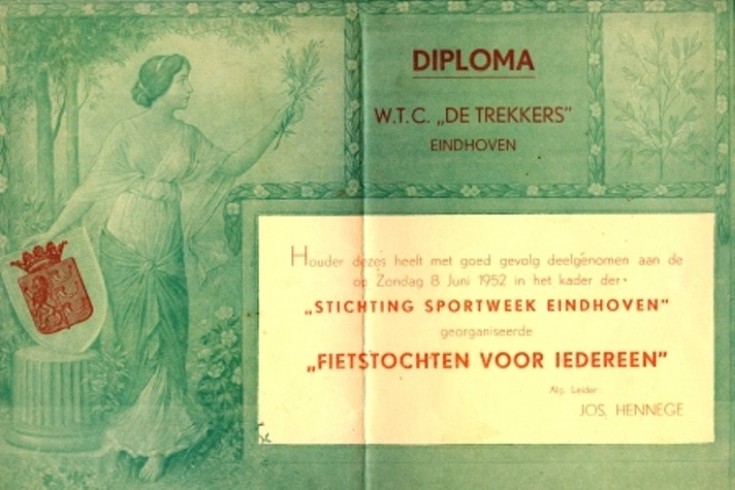 DIPLOMA
W.T.C. „DE TREKKERS”
EINDHOVEN
Houder dezes heeft met goed gevolg deelgenomen aan de
op Zondag 8 Juni 1952 in het kader der
„STICHTING SPORTWEEK EINDHOVEN”
georganiseerde
„FIETSTOCHTEN VOOR IEDEREEN”
Alg. Leider:
JOS. HENNEGE